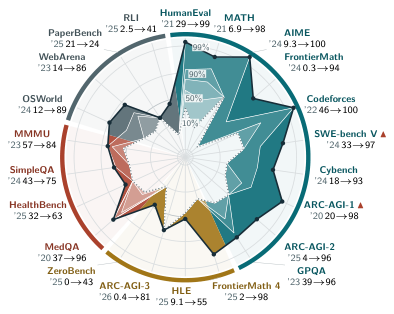 RLI
'25 2.5→41
HumanEval
'21 29→99
MATH
'21 6.9→98
PaperBench
'25 21→24
AIME
'24 9.3→100
WebArena
'23 14→86
FrontierMath
'24 0.3→94
OSWorld
'24 12→89
Codeforces
'22 46→100
MMMU
'23 57→84
SWE-bench V ▲
'24 33→97
SimpleQA
'24 43→75
Cybench
'24 18→93
HealthBench
'25 32→63
ARC-AGI-1 ▲
'20 20→98
MedQA
'20 37→96
ARC-AGI-2
'25 4→96
ZeroBench
'25 0→43
GPQA
'23 39→96
ARC-AGI-3
'26 0.4→81
HLE
'25 9.1→55
FrontierMath 4
'25 2→98
99%
90%
50%
10%